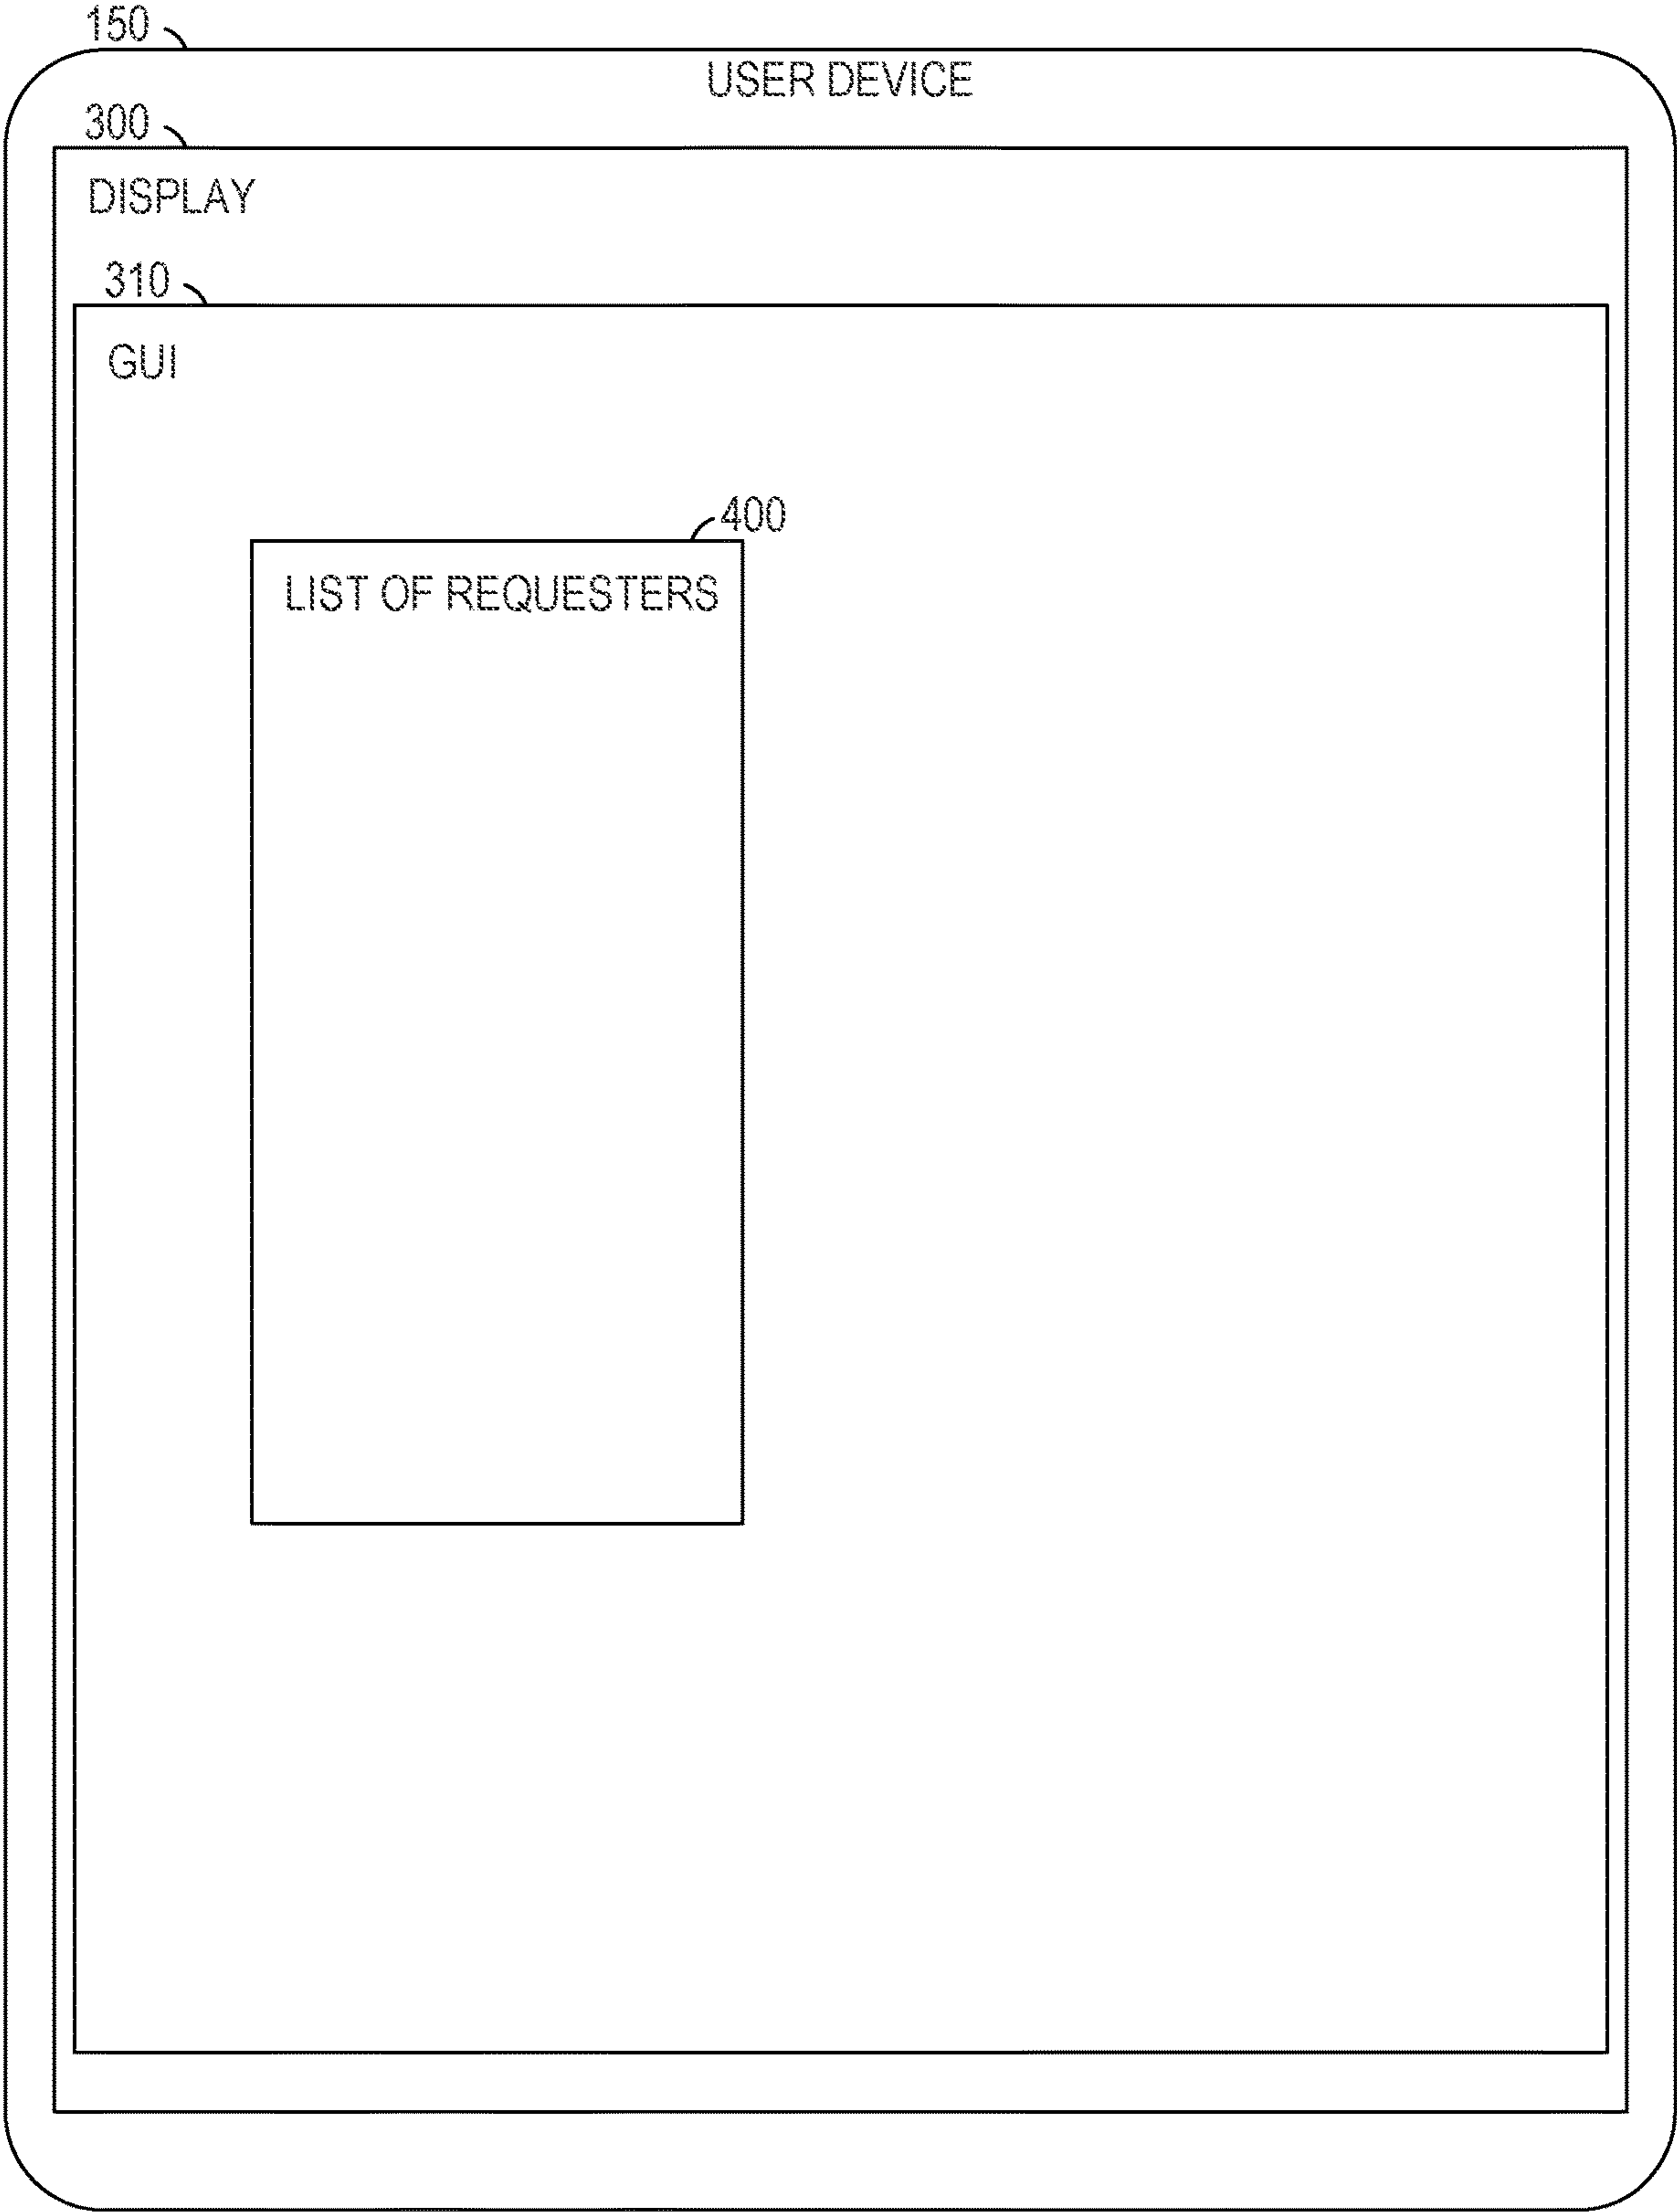 150
USER DEVICE
300
DISPLAY
310
GUI
400
LIST OF REQUESTERS